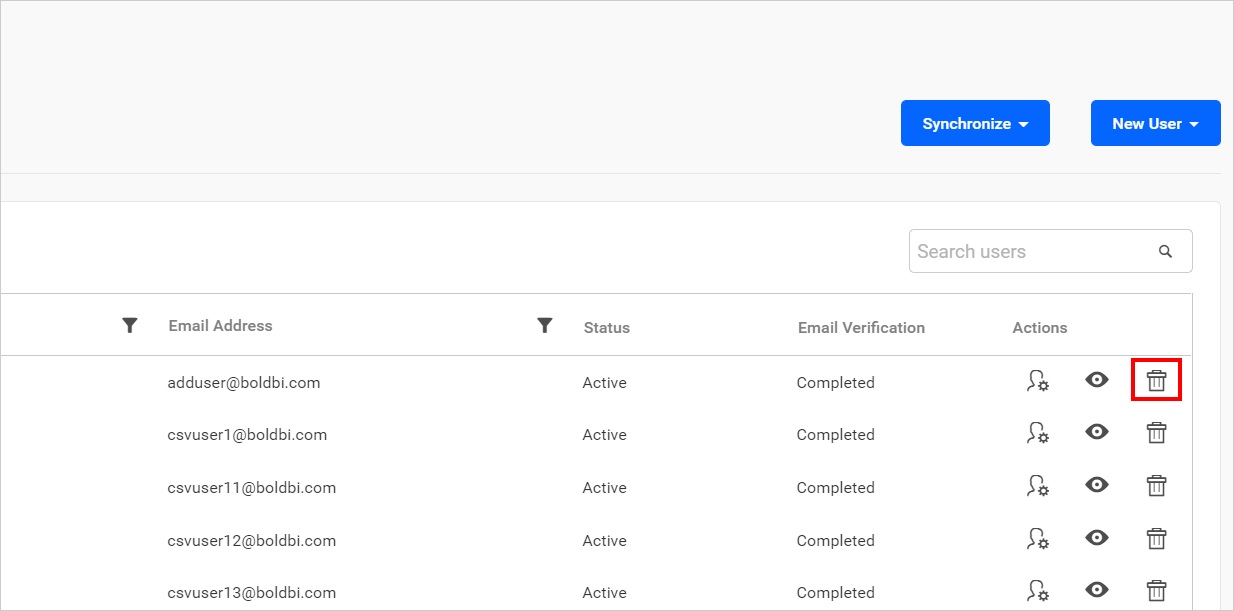 Synchronize New User
Search users
Email Address Status Email Verification Actions
adduser@boldbi.com Active Completed
csvuser1@boldbi.com Active Completed
csvuser11@boldbi.com Active Completed
csvuser12@boldbi.com Active Completed
csvuser13@boldbi.com Active Completed